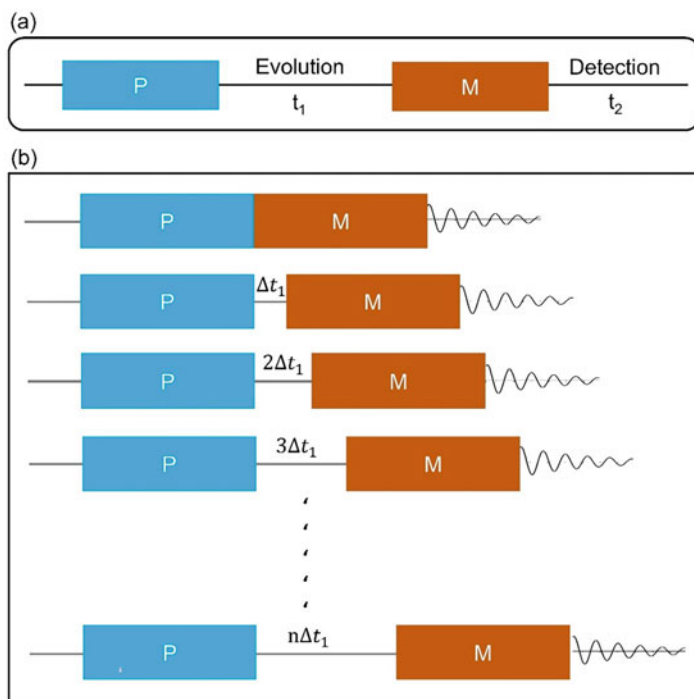 (a)
P Evolution M Detection
t₁ t₂
(b)
P M
P Δt₁ M
P 2Δt₁ M
P 3Δt₁ M
P nΔt₁ M